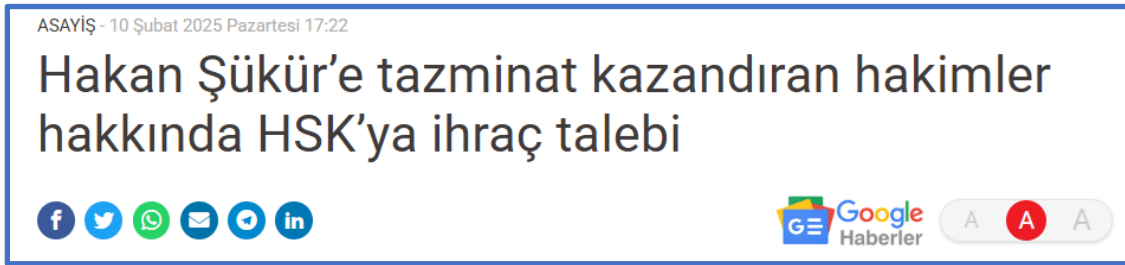 ASAYİŞ - 10 Şubat 2025 Pazartesi 17:22
Hakan Şükür’e tazminat kazandıran hakimler
hakkında HSK’ya ihraç talebi
f in G Google Haberler A A A